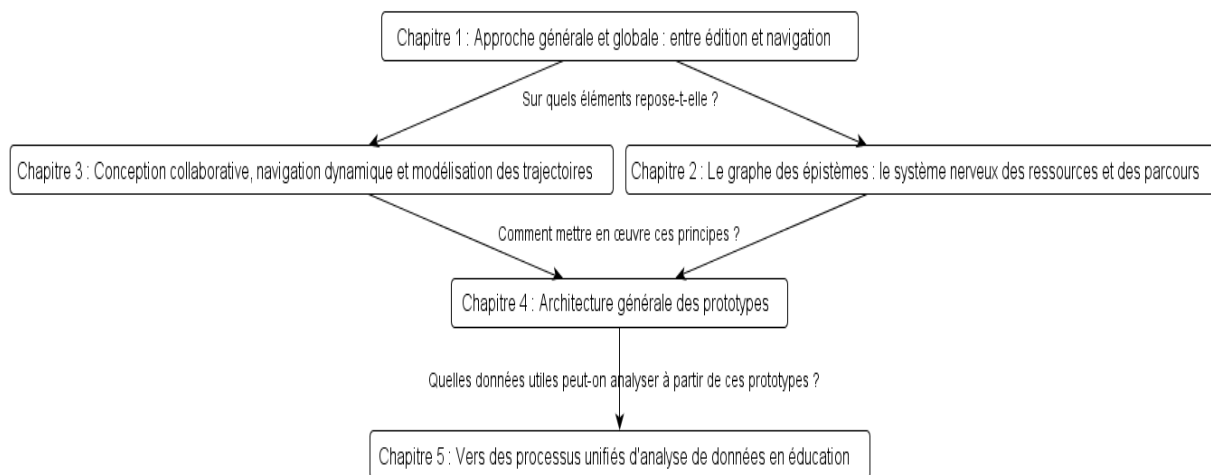 Chapitre 1 : Approche générale et globale : entre édition et navigation
Sur quels éléments repose-t-elle ?
Chapitre 3 : Conception collaborative, navigation dynamique et modélisation des trajectoires
Chapitre 2 : Le graphe des épistèmes : le système nerveux des ressources et des parcours
Comment mettre en œuvre ces principes ?
Chapitre 4 : Architecture générale des prototypes
Quelles données utiles peut-on analyser à partir de ces prototypes ?
Chapitre 5 : Vers des processus unifiés d'analyse de données en éducation